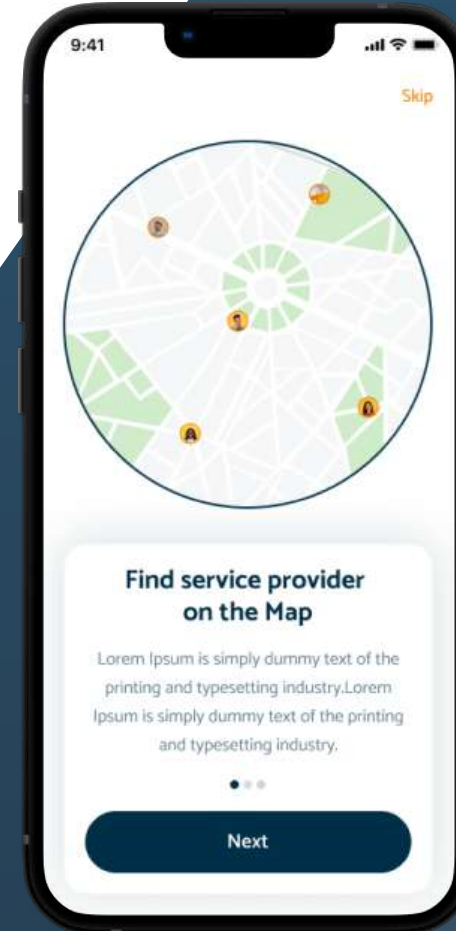 9:41
Skip
Find service provider
on the Map
Lorem Ipsum is simply dummy text of the
printing and typesetting industry.Lorem
Ipsum is simply dummy text of the printing
and typesetting industry.
Next